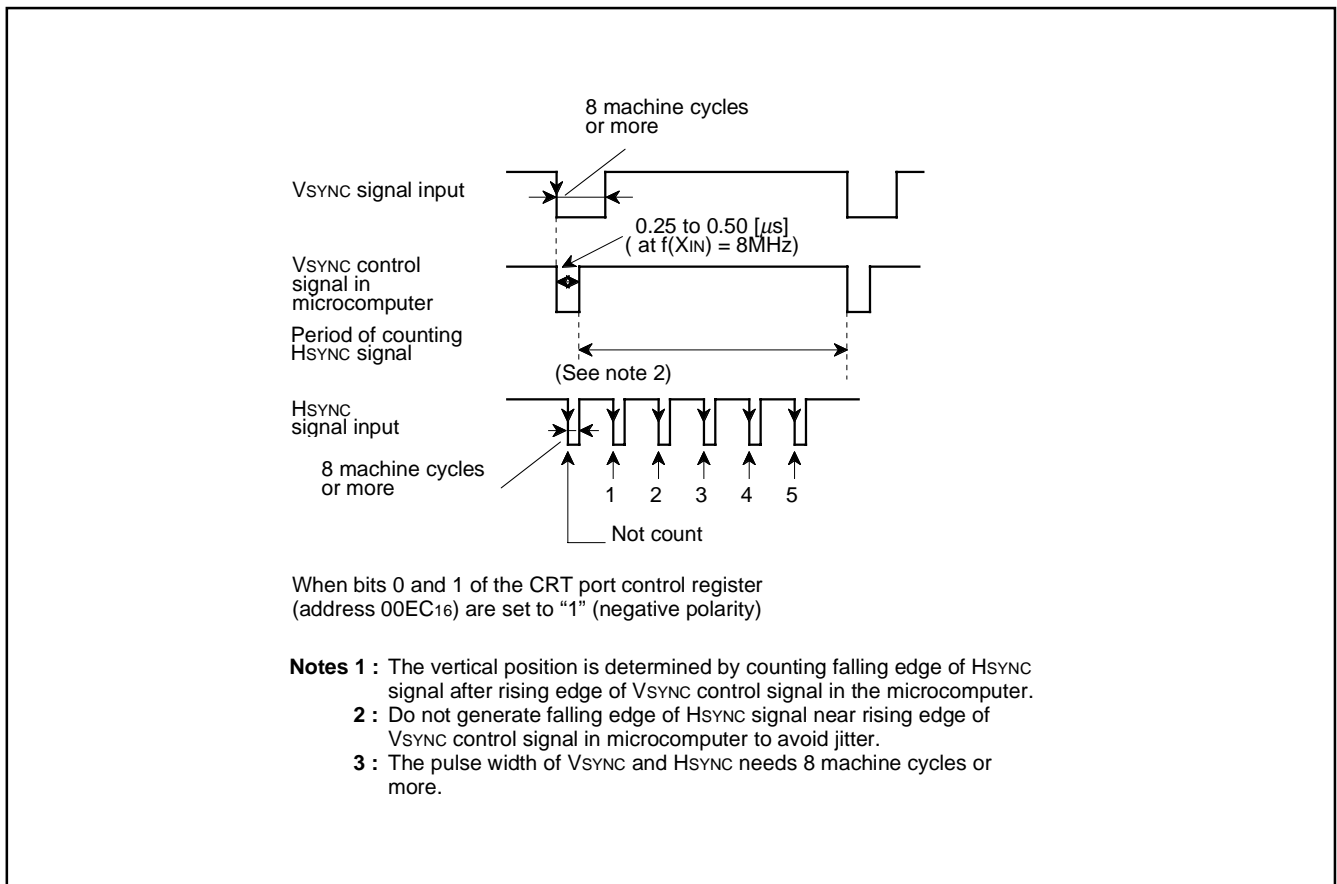 8 machine cycles
or more
VSYNC signal input
0.25 to 0.50 [μs]
( at f(XIN) = 8MHz)
VSYNC control
signal in
microcomputer
Period of counting
HSYNC signal
(See note 2)
HSYNC
signal input
8 machine cycles
or more
1 2 3 4 5
Not count
When bits 0 and 1 of the CRT port control register
(address 00EC16) are set to “1” (negative polarity)
Notes 1 : The vertical position is determined by counting falling edge of HSYNC
signal after rising edge of VSYNC control signal in the microcomputer.
2 : Do not generate falling edge of HSYNC signal near rising edge of
VSYNC control signal in microcomputer to avoid jitter.
3 : The pulse width of VSYNC and HSYNC needs 8 machine cycles or
more.